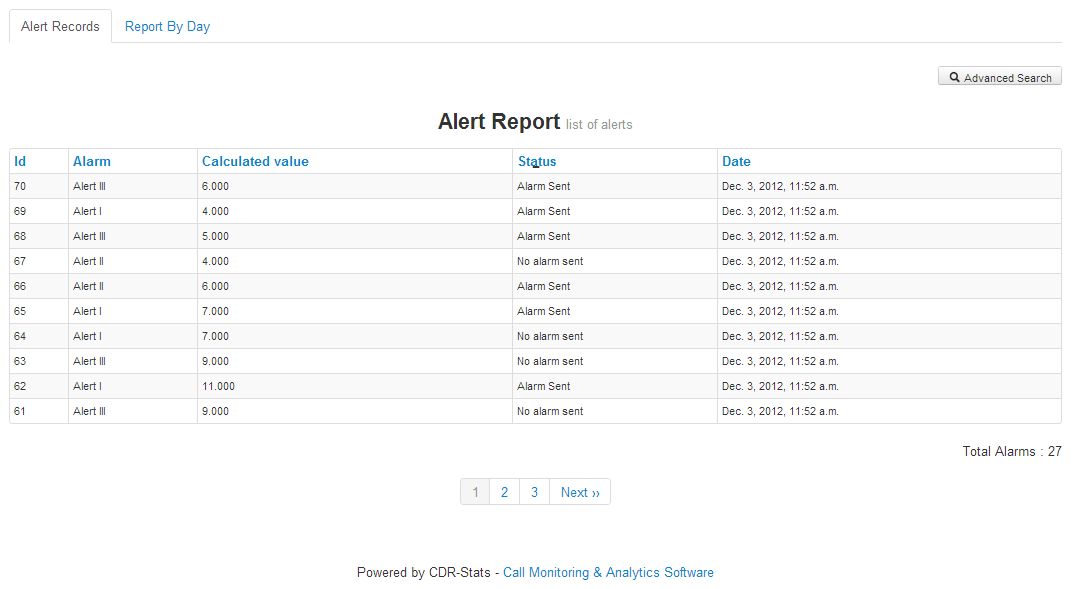 Alert Records Report By Day
Advanced Search
Alert Report list of alerts
Id Alarm Calculated value Status Date
70 Alert III 6.000 Alarm Sent Dec. 3, 2012, 11:52 a.m.
69 Alert I 4.000 Alarm Sent Dec. 3, 2012, 11:52 a.m.
68 Alert III 5.000 Alarm Sent Dec. 3, 2012, 11:52 a.m.
67 Alert II 4.000 No alarm sent Dec. 3, 2012, 11:52 a.m.
66 Alert II 6.000 Alarm Sent Dec. 3, 2012, 11:52 a.m.
65 Alert I 7.000 Alarm Sent Dec. 3, 2012, 11:52 a.m.
64 Alert I 7.000 No alarm sent Dec. 3, 2012, 11:52 a.m.
63 Alert III 9.000 No alarm sent Dec. 3, 2012, 11:52 a.m.
62 Alert I 11.000 Alarm Sent Dec. 3, 2012, 11:52 a.m.
61 Alert III 9.000 No alarm sent Dec. 3, 2012, 11:52 a.m.
Total Alarms : 27
1 2 3 Next ››
Powered by CDR-Stats - Call Monitoring & Analytics Software